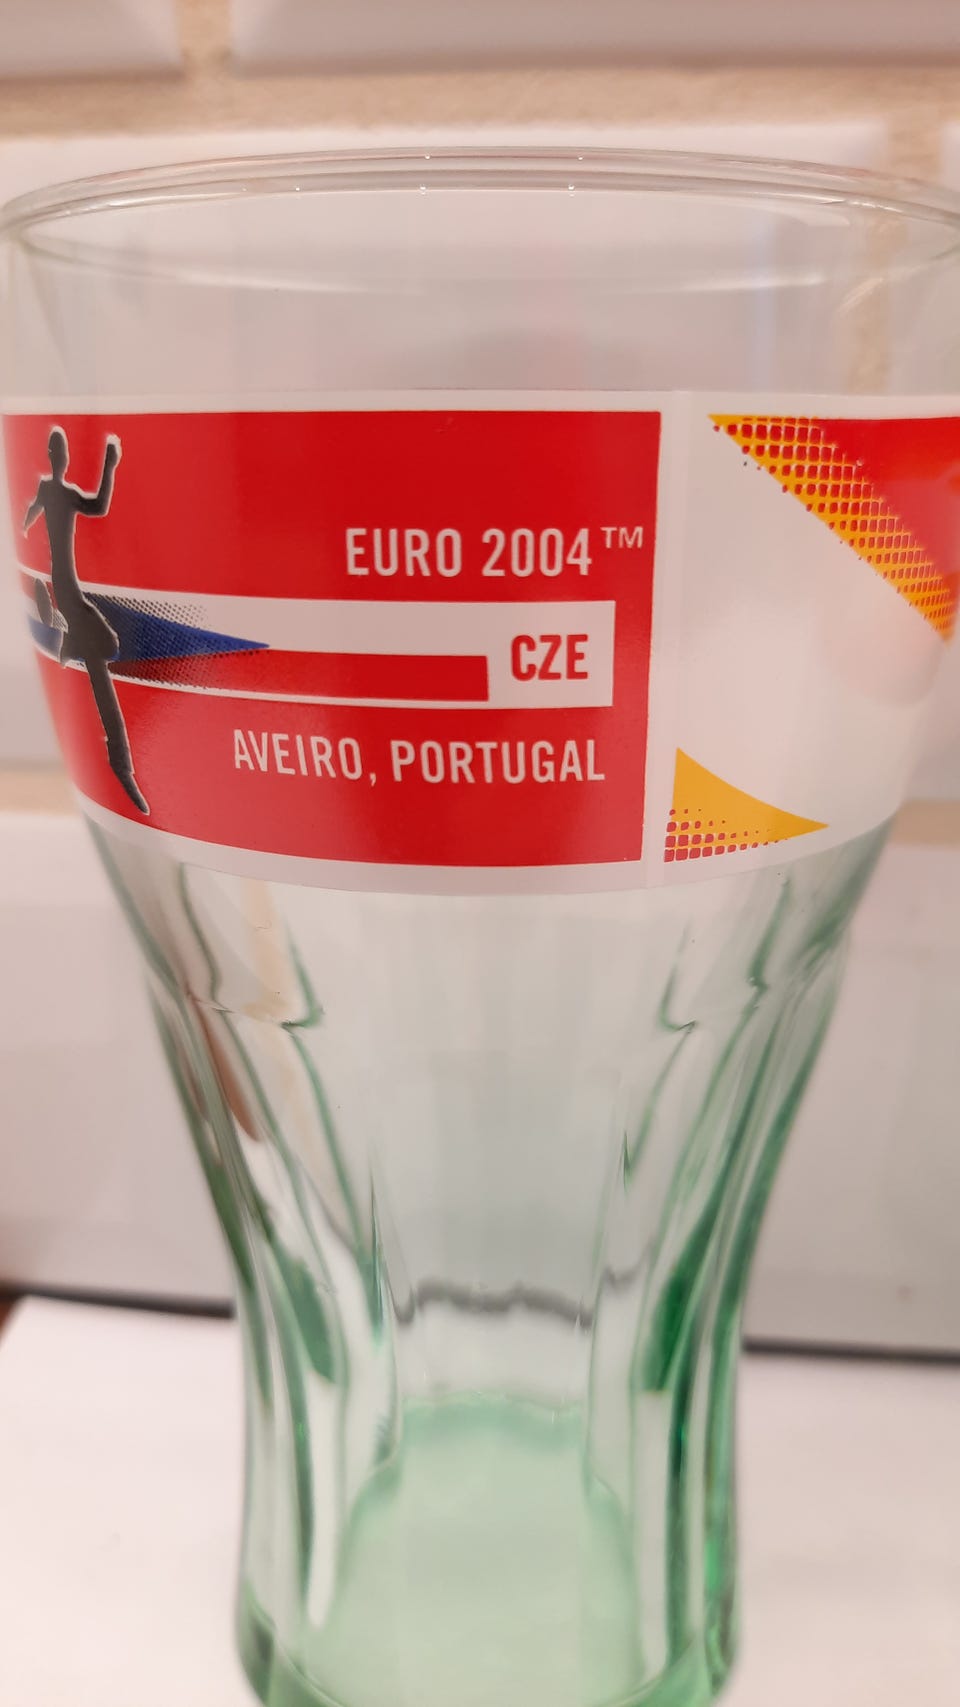 EURO 2004™
CZE
AVEIRO, PORTUGAL